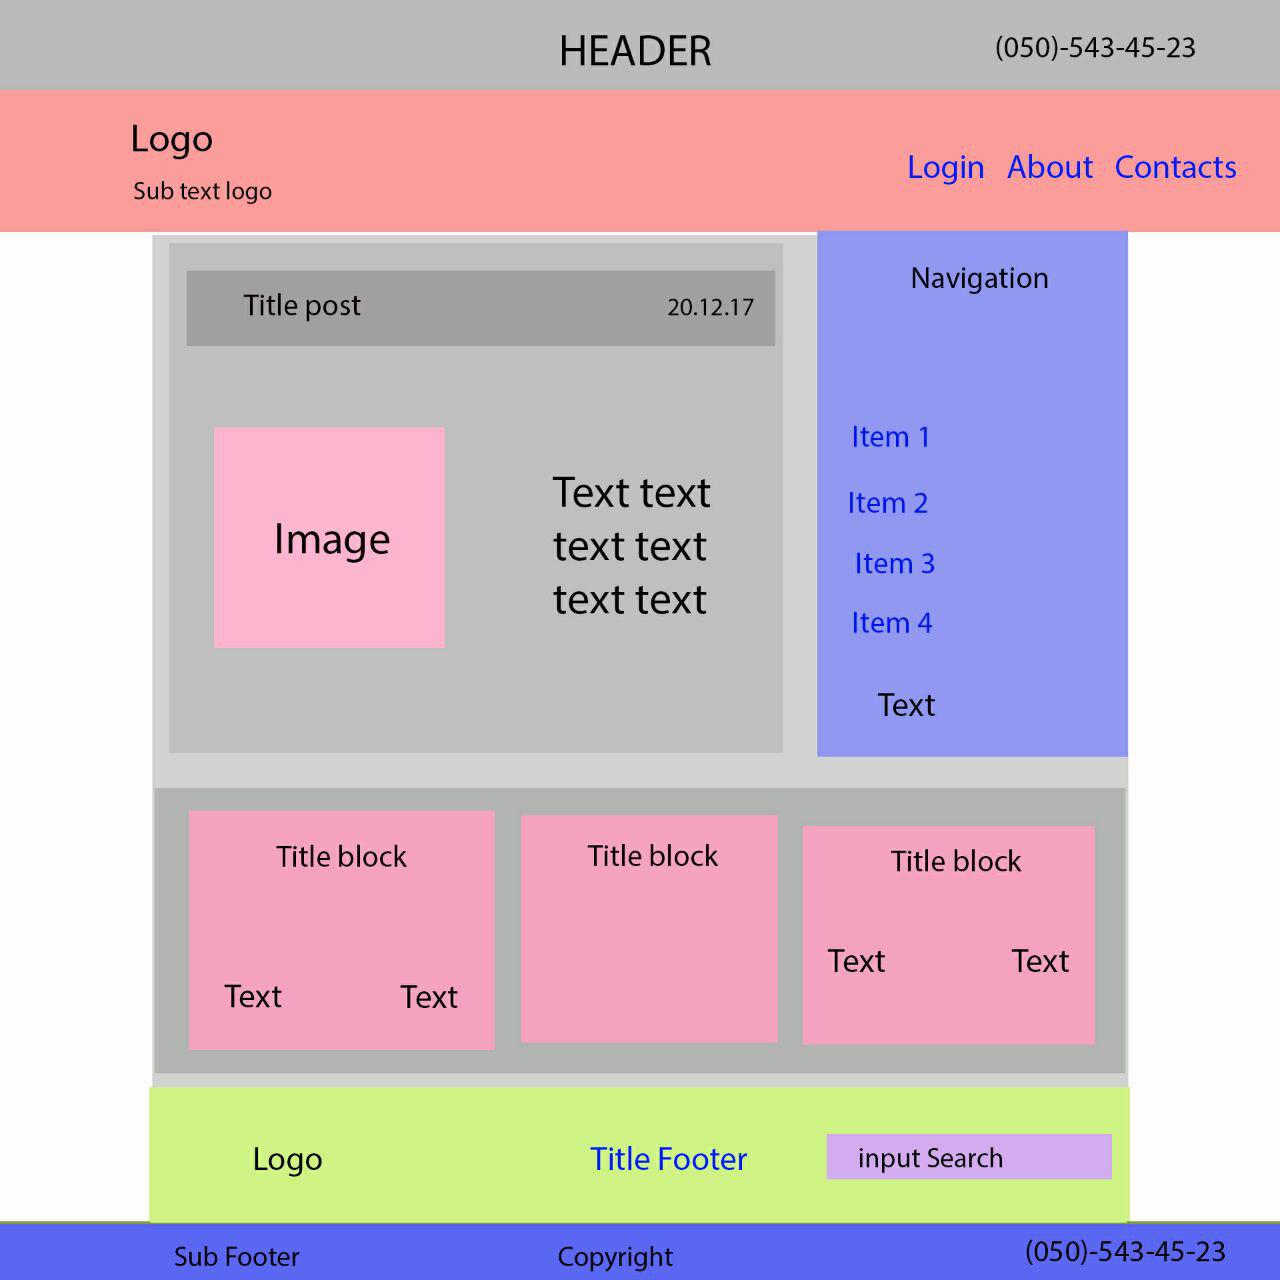 HEADER
(050)-543-45-23
Logo
Sub text logo
Login About Contacts
Title post
20.12.17
Image
Text text
text text
text text
Navigation
Item 1
Item 2
Item 3
Item 4
Text
Title block
Text
Text
Title block
Title block
Text
Text
Logo
Title Footer
input Search
Sub Footer
Copyright
(050)-543-45-23